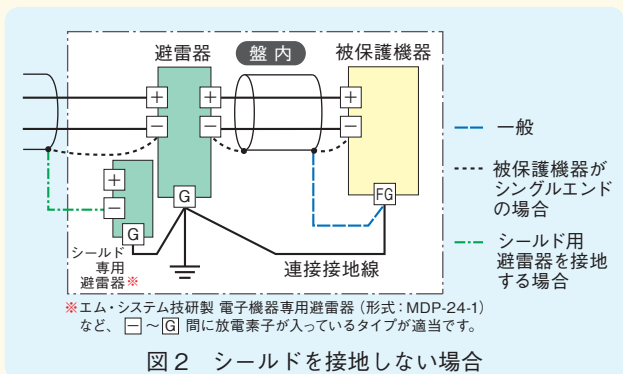 避雷器
盤内
被保護機器
+
−
+
−
+
−
+
−
G
G
FG
シールド
専用
避雷器※
連接接地線
一般
被保護機器が
シングルエンド
の場合
シールド用
避雷器を接地
する場合
※エム・システム技研製 電子機器専用避雷器（形式：MDP-24-1）
など、−～G 間に放電素子が入っているタイプが適当です。
図2　シールドを接地しない場合